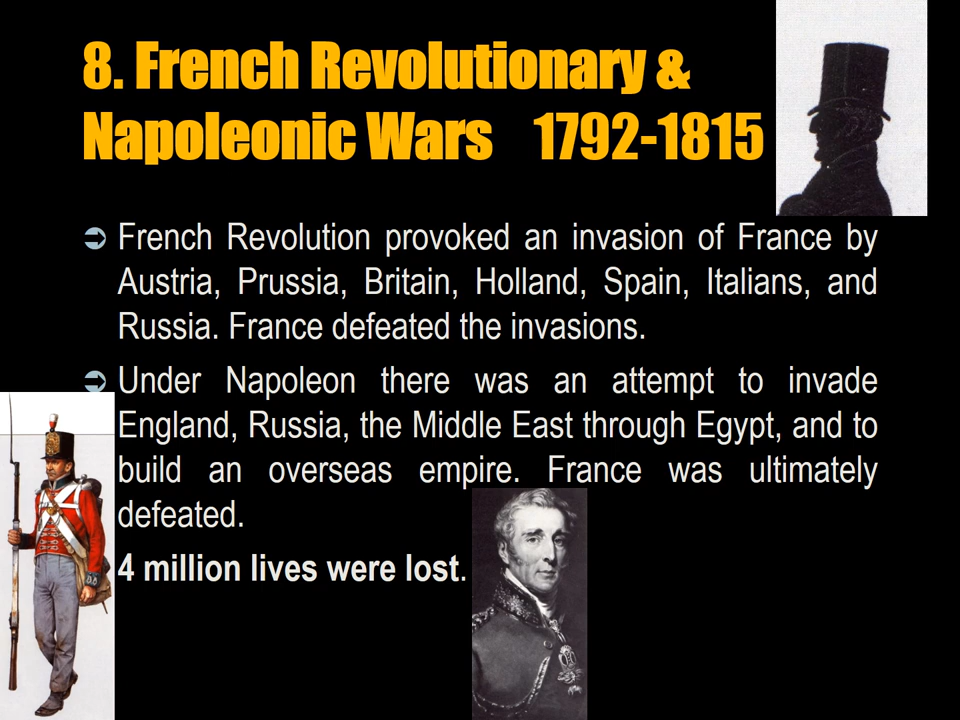 8. French Revolutionary &
Napoleonic Wars 1792-1815
French Revolution provoked an invasion of France by
Austria, Prussia, Britain, Holland, Spain, Italians, and
Russia. France defeated the invasions.
Under Napoleon there was an attempt to invade
England, Russia, the Middle East through Egypt, and to
build an overseas empire. France was ultimately
defeated.
4 million lives were lost.